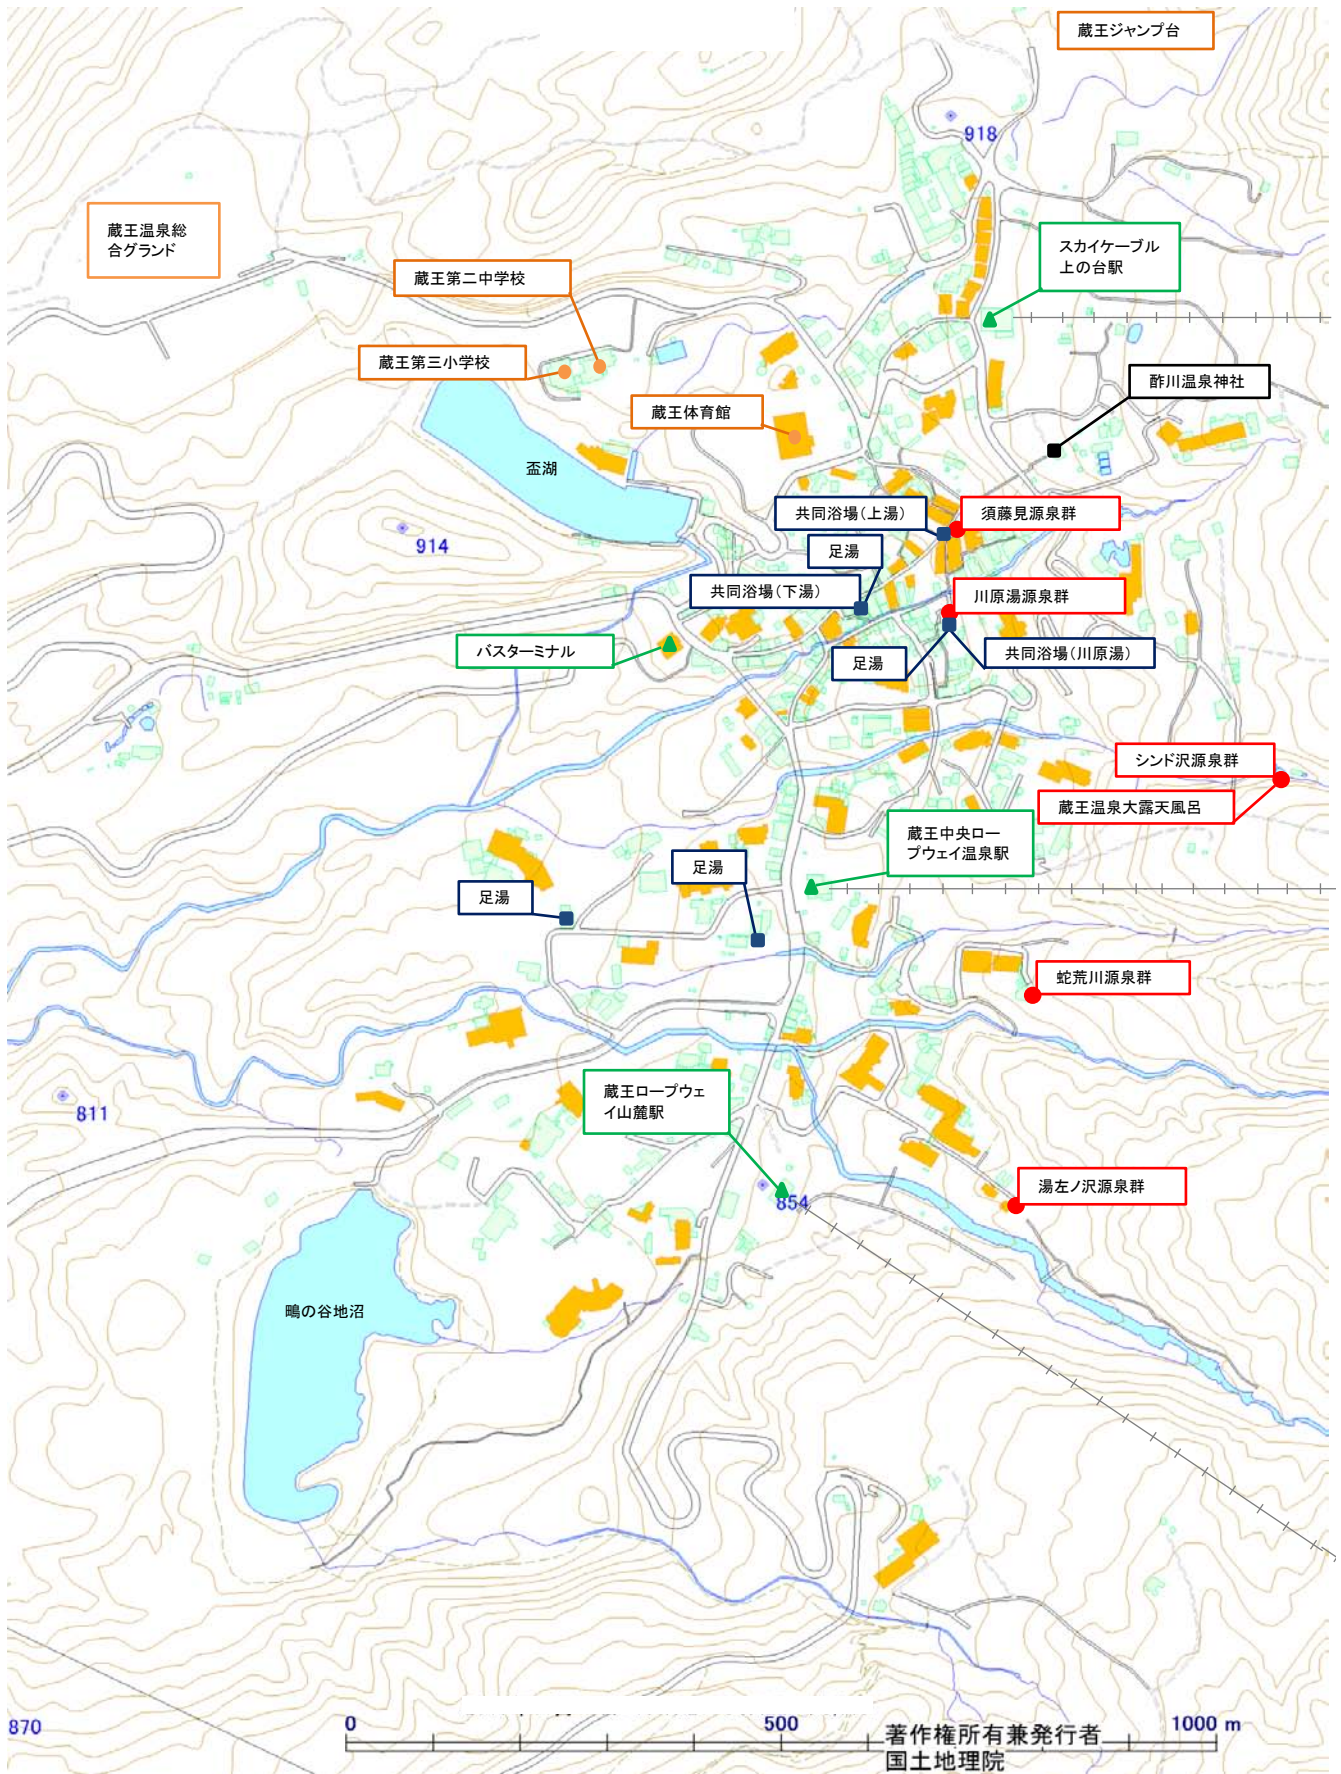 蔵王ジャンプ台
918
蔵王温泉総
合グランド
スカイケーブル
上の台駅
蔵王第二中学校
蔵王第三小学校
酢川温泉神社
蔵王体育館
盃湖
共同浴場(上湯)
須藤見源泉群
914
足湯
共同浴場(下湯)
川原湯源泉群
バスターミナル
足湯
共同浴場(川原湯)
シンド沢源泉群
蔵王温泉大露天風呂
蔵王中央ロー
プウェイ温泉駅
足湯
足湯
蛇荒川源泉群
811
蔵王ロープウェ
イ山麓駅
湯左ノ沢源泉群
854
鴫の谷地沼
870
0
500
1000 m
著作権所有兼発行者
国土地理院